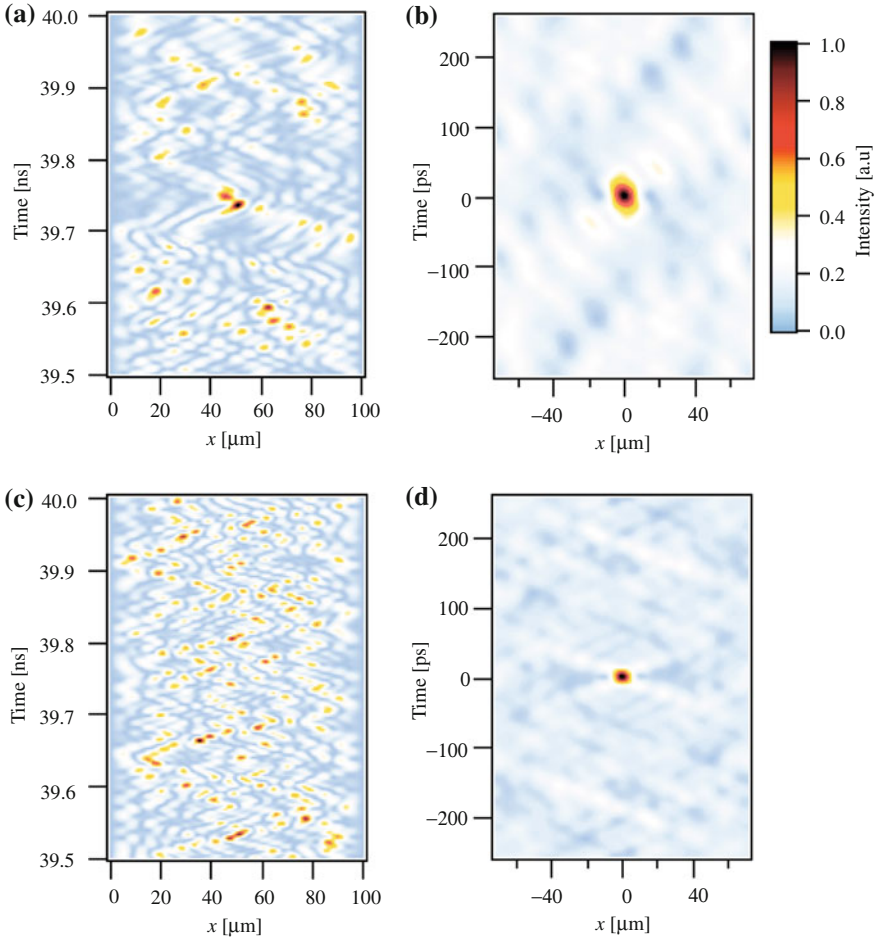 (a)
40.0
39.9
39.8
39.7
39.6
39.5
Time [ns]
0 20 40 60 80 100
x [μm]
(b)
200
100
0
−100
−200
Time [ps]
−40 0 40
x [μm]
1.0
0.8
0.6
0.4
0.2
0.0
Intensity [a.u]
(c)
40.0
39.9
39.8
39.7
39.6
39.5
Time [ns]
0 20 40 60 80 100
x [μm]
(d)
200
100
0
−100
−200
Time [ps]
−40 0 40
x [μm]